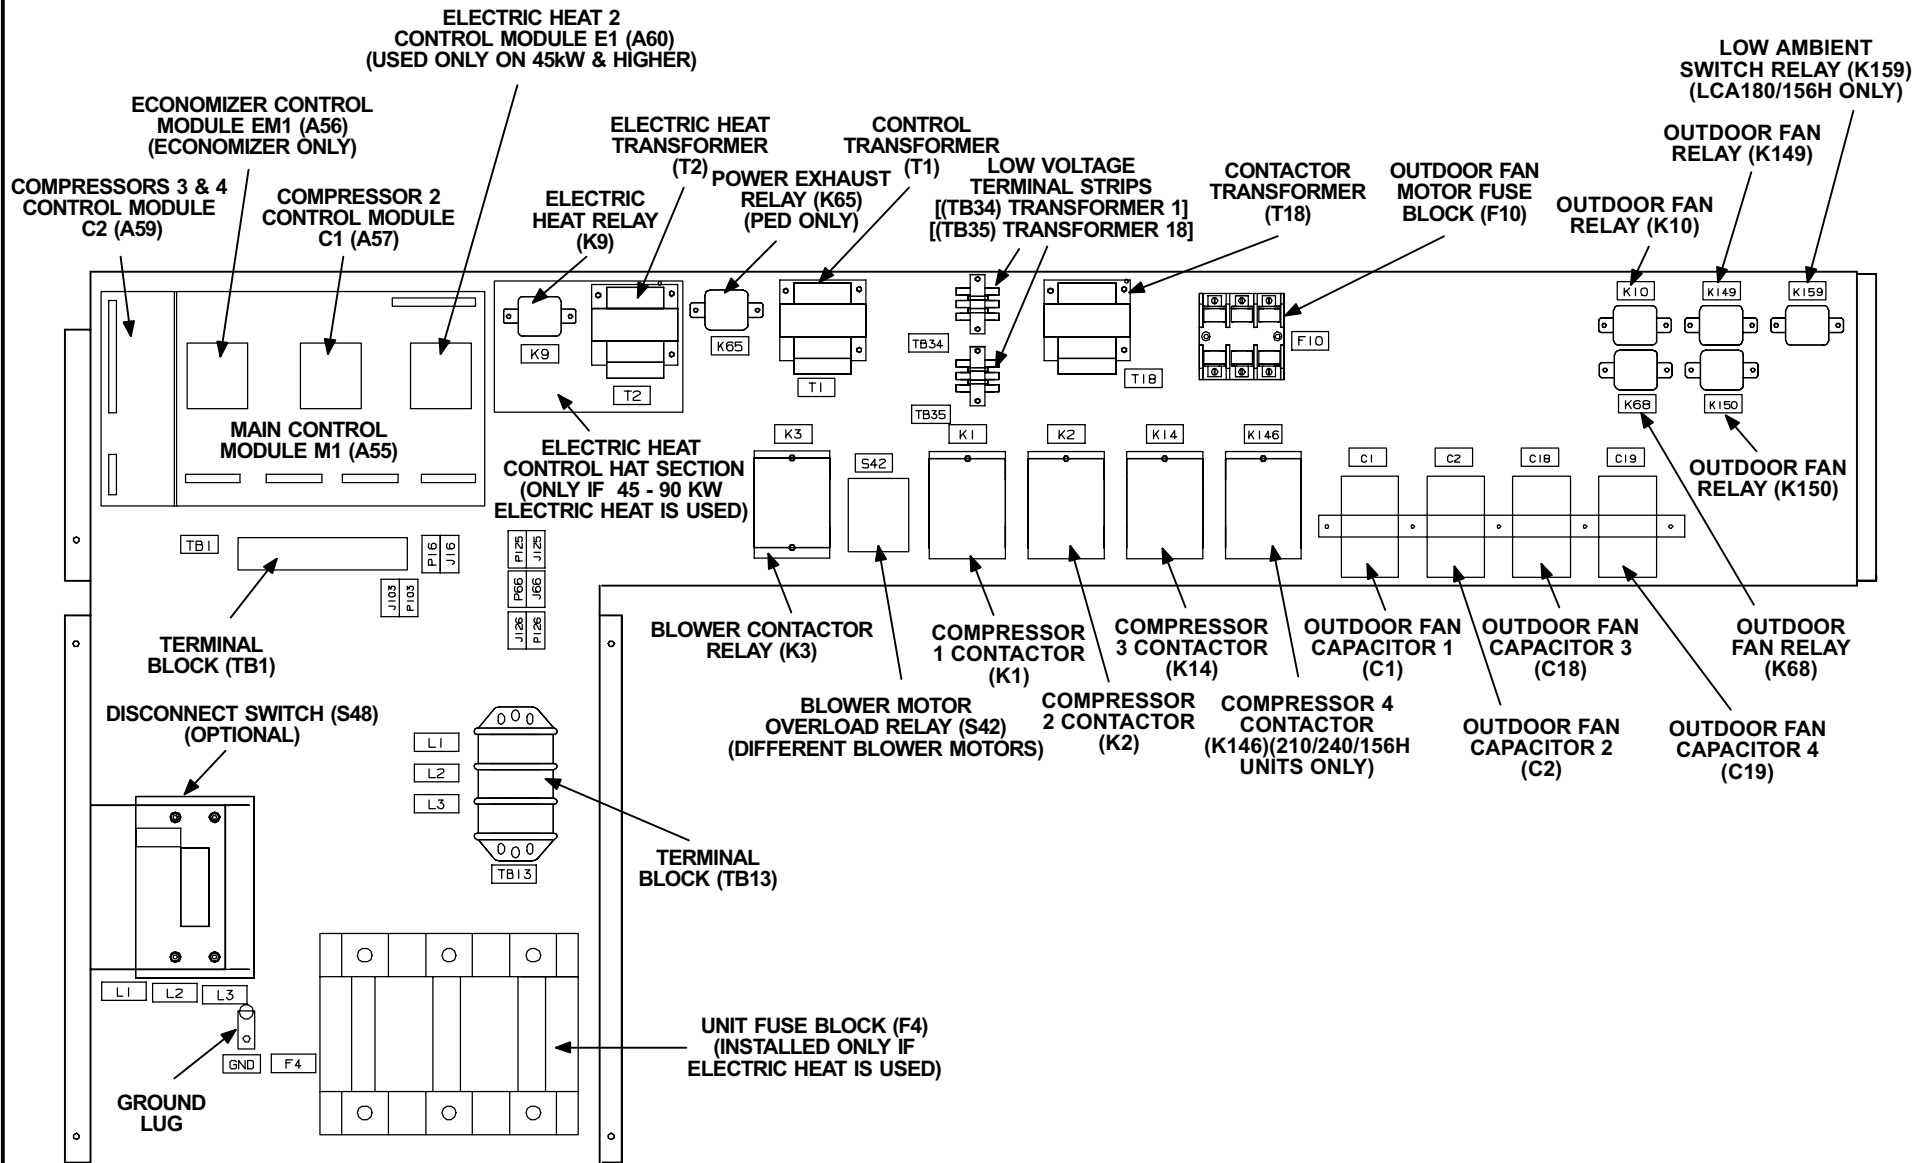 ELECTRIC HEAT 2
CONTROL MODULE E1 (A60)
(USED ONLY ON 45kW & HIGHER)
LOW AMBIENT
SWITCH RELAY (K159)
(LCA180/156H ONLY)
ECONOMIZER CONTROL
MODULE EM1 (A56)
(ECONOMIZER ONLY)
ELECTRIC HEAT
TRANSFORMER
(T2)
CONTROL
TRANSFORMER
(T1)
OUTDOOR FAN
RELAY (K149)
COMPRESSORS 3 & 4
CONTROL MODULE
C2 (A59)
COMPRESSOR 2
CONTROL MODULE
C1 (A57)
ELECTRIC
HEAT RELAY
(K9)
POWER EXHAUST
RELAY (K65)
(PED ONLY)
LOW VOLTAGE
TERMINAL STRIPS
[(TB34) TRANSFORMER 1]
[(TB35) TRANSFORMER 18]
CONTACTOR
TRANSFORMER
(T18)
OUTDOOR FAN
MOTOR FUSE
BLOCK (F10)
OUTDOOR FAN
RELAY (K10)
K10
K149
K159
K9
K65
TB34
F10
T2
T1
T18
TB35
K68
K150
MAIN CONTROL
MODULE M1 (A55)
ELECTRIC HEAT
CONTROL HAT SECTION
(ONLY IF 45 - 90 KW
ELECTRIC HEAT IS USED)
K3
S42
K1
K2
K14
K146
C1
C2
C18
C19
OUTDOOR FAN
RELAY (K150)
TB1
P16
J16
P125
J125
J103
P103
P66
J66
J126
P126
TERMINAL
BLOCK (TB1)
BLOWER CONTACTOR
RELAY (K3)
COMPRESSOR
1 CONTACTOR
(K1)
COMPRESSOR
3 CONTACTOR
(K14)
OUTDOOR FAN
CAPACITOR 1
(C1)
OUTDOOR FAN
CAPACITOR 3
(C18)
OUTDOOR
FAN RELAY
(K68)
BLOWER MOTOR
OVERLOAD RELAY (S42)
(DIFFERENT BLOWER MOTORS)
COMPRESSOR
2 CONTACTOR
(K2)
COMPRESSOR 4
CONTACTOR
(K146)(210/240/156H
UNITS ONLY)
OUTDOOR FAN
CAPACITOR 2
(C2)
OUTDOOR FAN
CAPACITOR 4
(C19)
DISCONNECT SWITCH (S48)
(OPTIONAL)
L1
L2
L3
TB13
TERMINAL
BLOCK (TB13)
L1
L2
L3
GND
F4
GROUND
LUG
UNIT FUSE BLOCK (F4)
(INSTALLED ONLY IF
ELECTRIC HEAT IS USED)